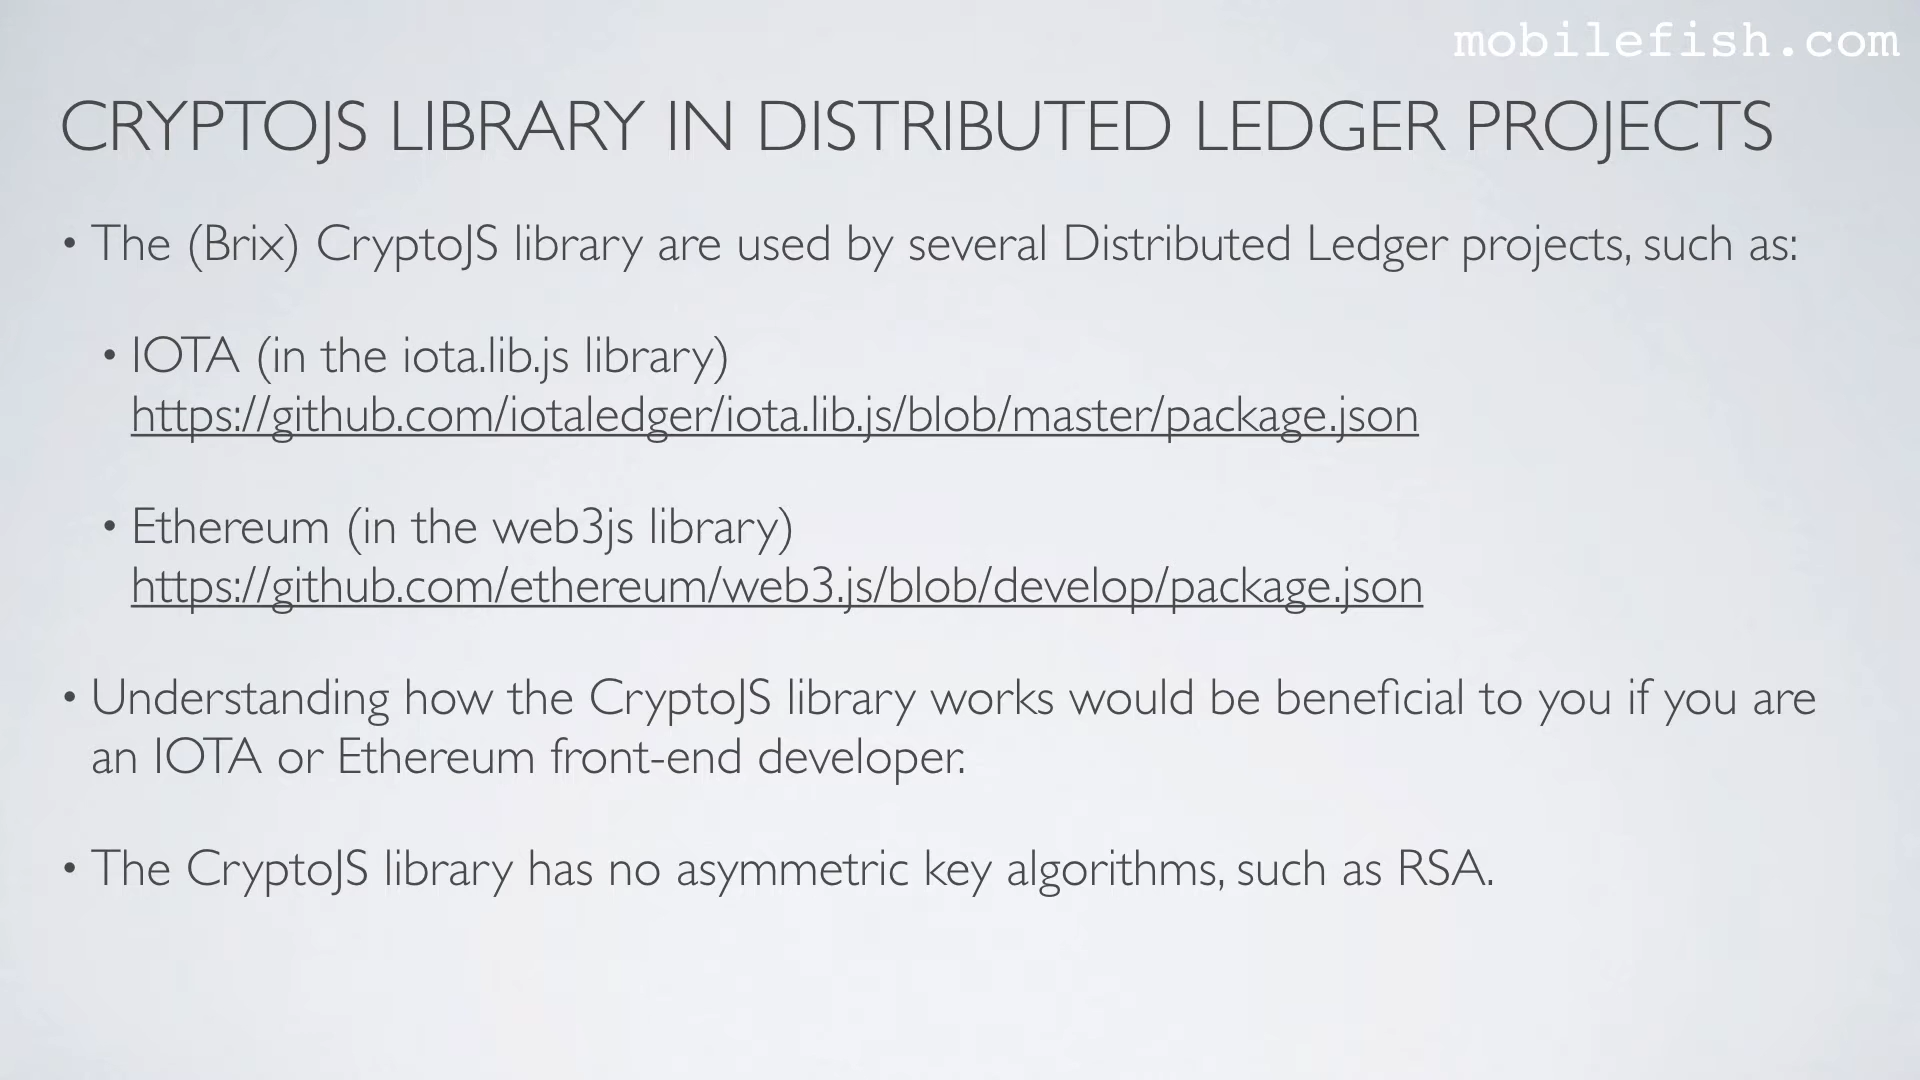 mobilefish.com
CRYPTOJS LIBRARY IN DISTRIBUTED LEDGER PROJECTS
• The (Brix) CryptoJS library are used by several Distributed Ledger projects, such as:
• IOTA (in the iota.lib.js library)
https://github.com/iotaledger/iota.lib.js/blob/master/package.json
• Ethereum (in the web3js library)
https://github.com/ethereum/web3.js/blob/develop/package.json
• Understanding how the CryptoJS library works would be beneficial to you if you are
an IOTA or Ethereum front-end developer.
• The CryptoJS library has no asymmetric key algorithms, such as RSA.